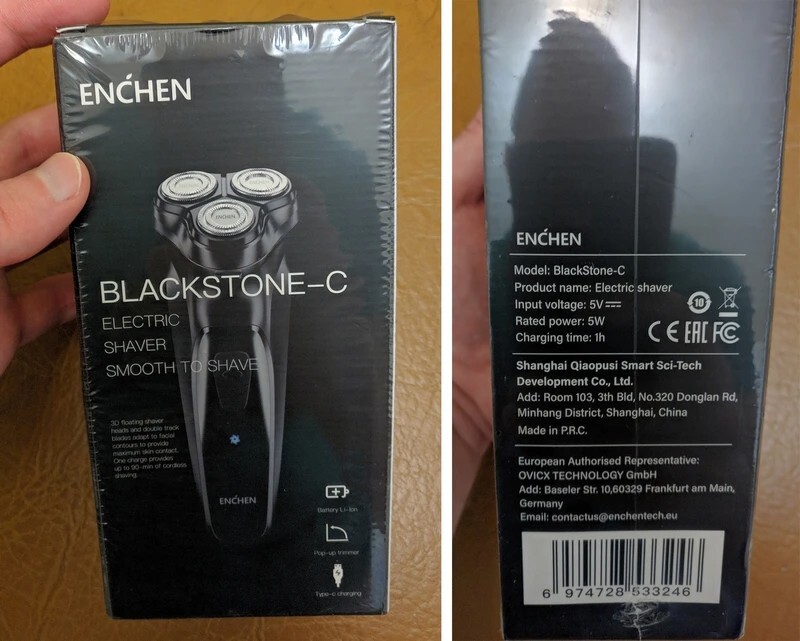 ENCHEN
ENCHEN
BLACKSTONE-C
ELECTRIC
SHAVER
SMOOTH TO SHAVE
3D floating shaver
heads and double track
blades adapt to facial
contours to provide
maximum skin contact.
One charge provides
up to 90-min of cordless
shaving.
ENCHEN
Battery Li-ion
Pop-up trimmer
Type-c charging
ENCHEN
Model: BlackStone-C
Product name: Electric shaver
Input voltage: 5V
Rated power: 5W
Charging time: 1h
10
CE EAC FC
Shanghai Qiaopusi Smart Sci-Tech
Development Co., Ltd.
Add: Room 103, 3th Bld, No.320 Donglan Rd,
Minhang District, Shanghai, China
Made in P.R.C.
European Authorised Representative:
OVICX TECHNOLOGY GmbH
Add: Baseler Str. 10,60329 Frankfurt am Main,
Germany
Email: contactus@enchentech.eu
6 974728 533246